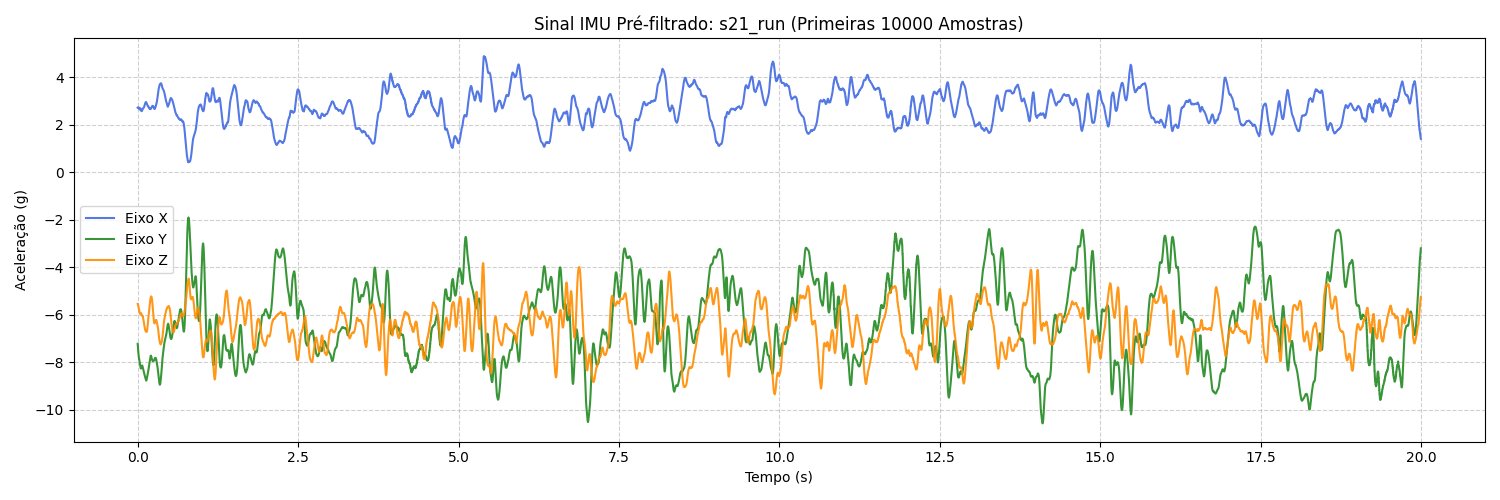 Sinal IMU Pré-filtrado: s21_run (Primeiras 10000 Amostras)
Aceleração (g)
4
2
0
−2
−4
−6
−8
−10
Eixo X
Eixo Y
Eixo Z
0.0 2.5 5.0 7.5 10.0 12.5 15.0 17.5 20.0
Tempo (s)